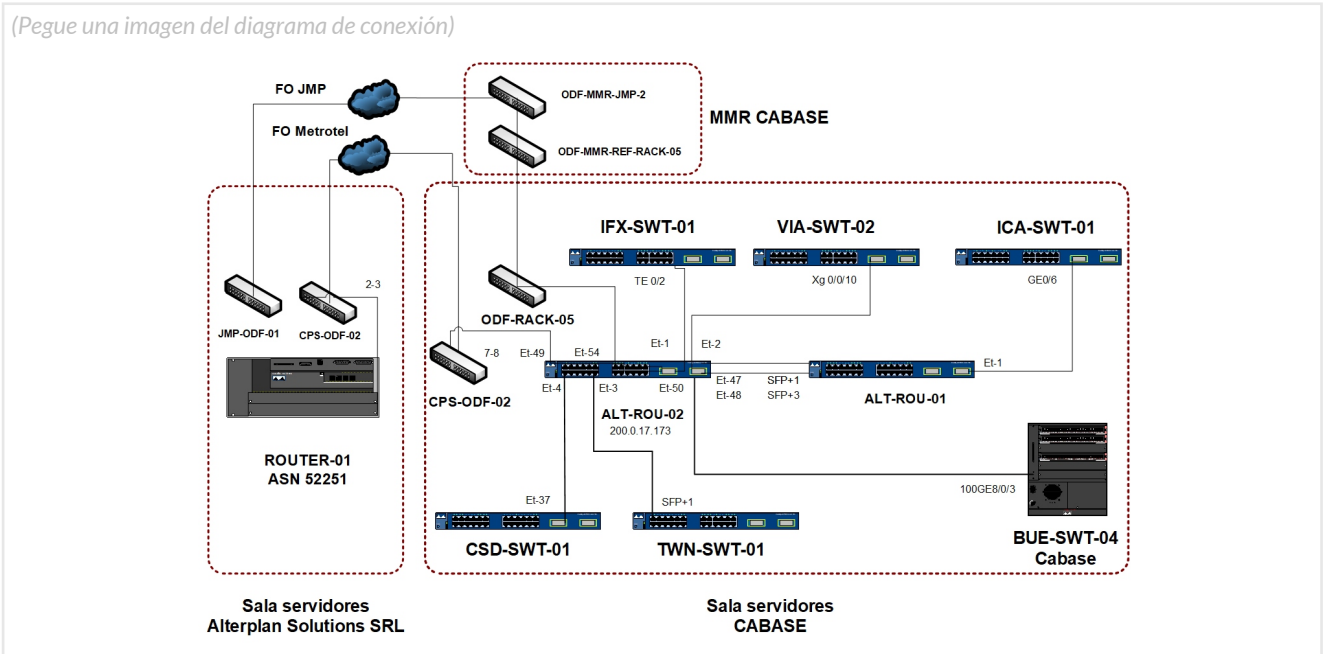 (Pegue una imagen del diagrama de conexión)
FO JMP
ODF-MMR-JMP-2
MMR CABASE
FO Metrotel
ODF-MMR-REF-RACK-05
IFX-SWT-01
VIA-SWT-02
ICA-SWT-01
TE 0/2
Xg 0/0/10
GE0/6
2-3
JMP-ODF-01
CPS-ODF-02
ODF-RACK-05
7-8
Et-49
Et-54
Et-1
Et-2
Et-1
Et-47
SFP+1
Et-4
Et-3
Et-50
Et-48
SFP+3
CPS-ODF-02
ALT-ROU-02
200.0.17.173
ALT-ROU-01
ROUTER-01
ASN 52251
100GE8/0/3
Et-37
SFP+1
CSD-SWT-01
TWN-SWT-01
BUE-SWT-04
Cabase
Sala servidores
Alterplan Solutions SRL
Sala servidores
CABASE